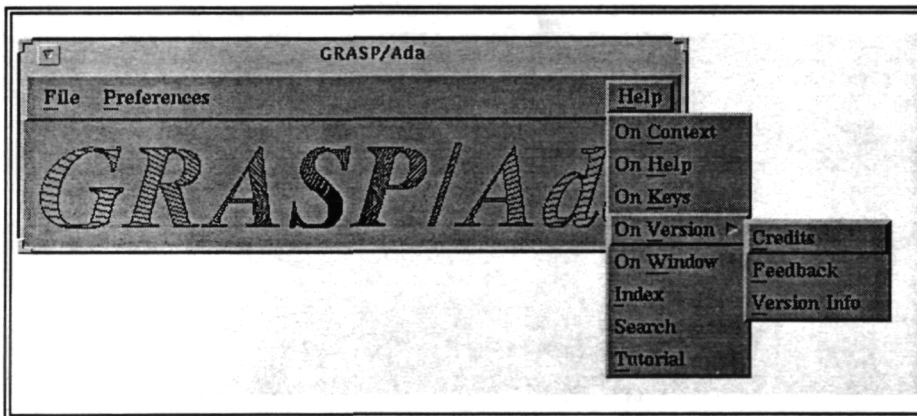 GRASP/Ada
File Preferences Help
GRASP/Ad
On Context
On Help
On Keys
On Version
On Window
Index
Search
Tutorial
Credits
Feedback
Version Info